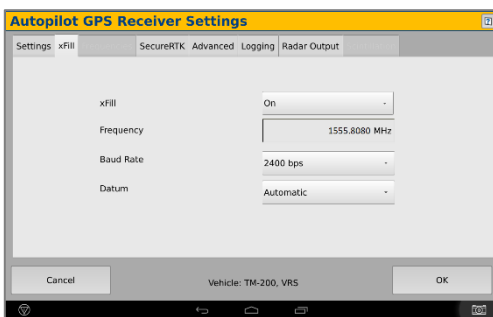 Autopilot GPS Receiver Settings
Settings xFill SecureRTK Advanced Logging Radar Output
xFill On
Frequency 1555.8080 MHz
Baud Rate 2400 bps
Datum Automatic
Cancel Vehicle: TM-200, VRS OK